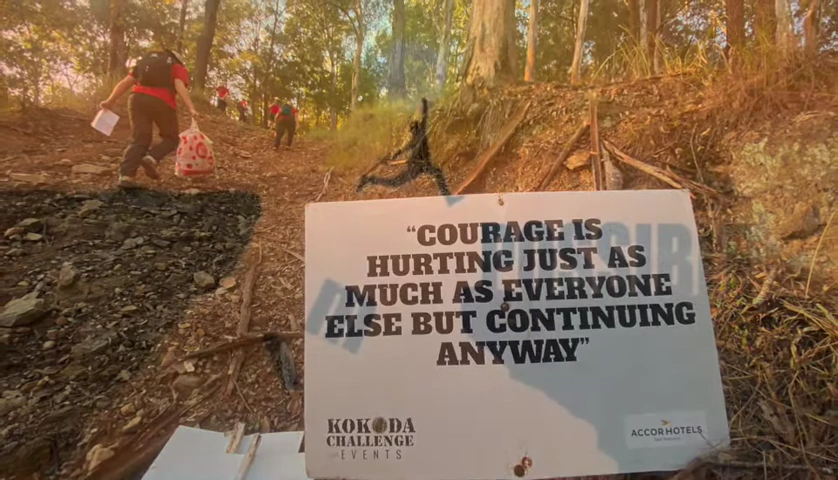 “COURAGE IS
HURTING JUST AS
MUCH AS EVERYONE
ELSE BUT CONTINUING
ANYWAY”
KOKODA
CHALLENGE
EVENTS
ACCOR HOTELS